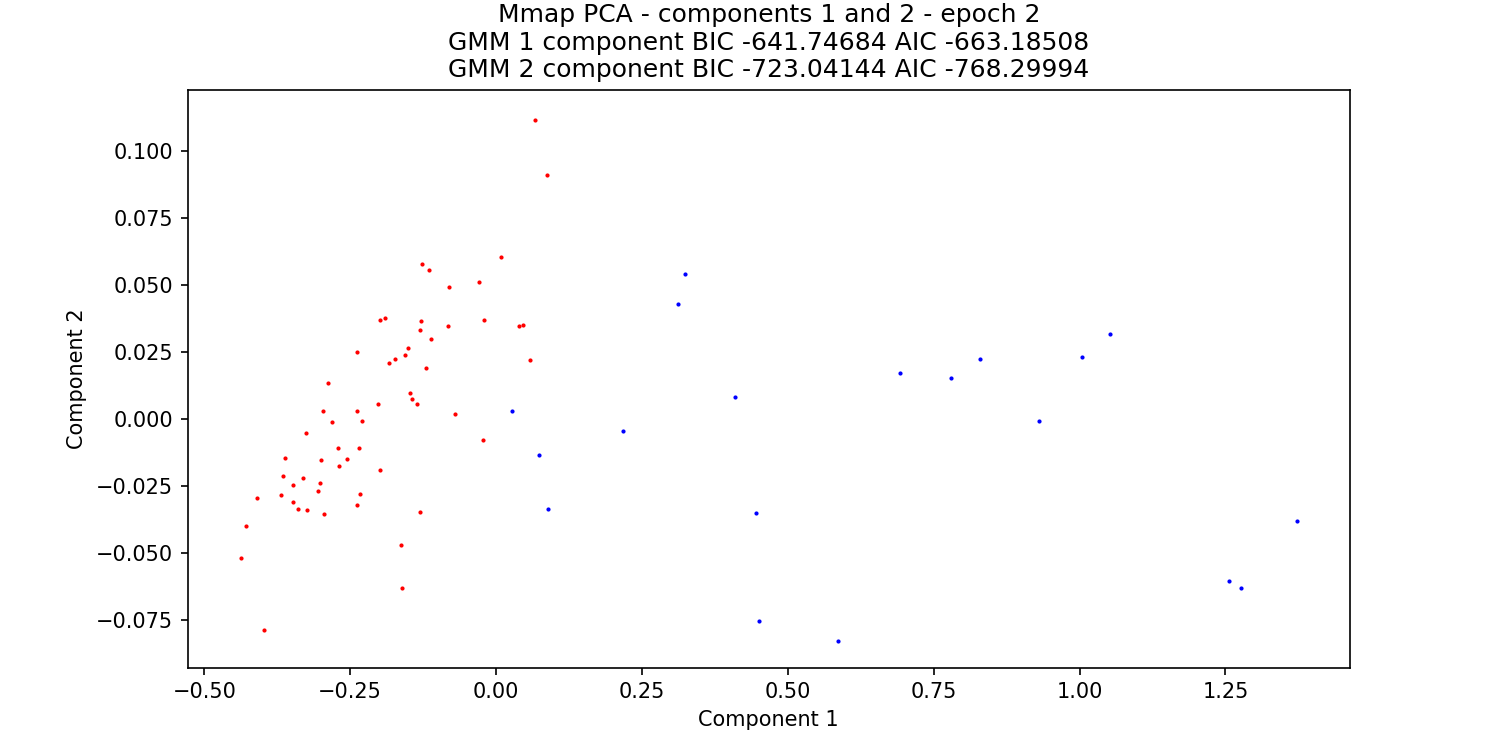 Mmap PCA - components 1 and 2 - epoch 2
GMM 1 component BIC -641.74684 AIC -663.18508
GMM 2 component BIC -723.04144 AIC -768.29994
0.100
0.075
0.050
0.025
0.000
−0.025
−0.050
−0.075
Component 2
−0.50 −0.25 0.00 0.25 0.50 0.75 1.00 1.25
Component 1